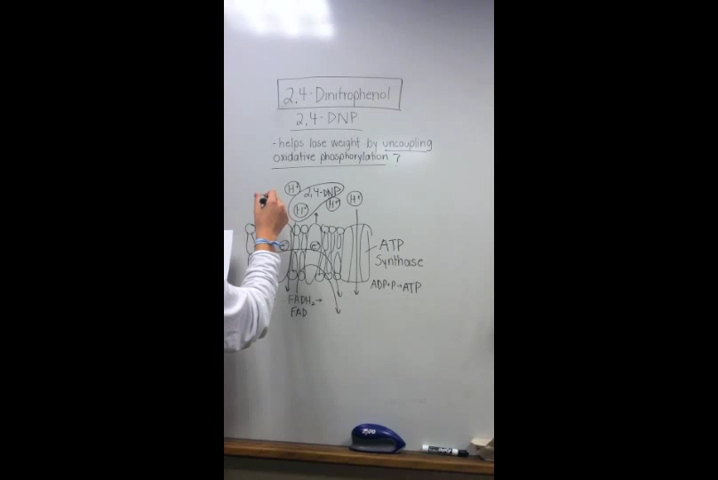 2,4-Dinitrophenol
2,4-DNP
- helps lose weight by uncoupling
oxidative phosphorylation ?
H⁺ 2,4-DNP
H⁺ H⁺ H⁺
e⁻ e⁻
ATP
Synthase
ADP+P→ATP
FADH₂→
FAD
EXPO